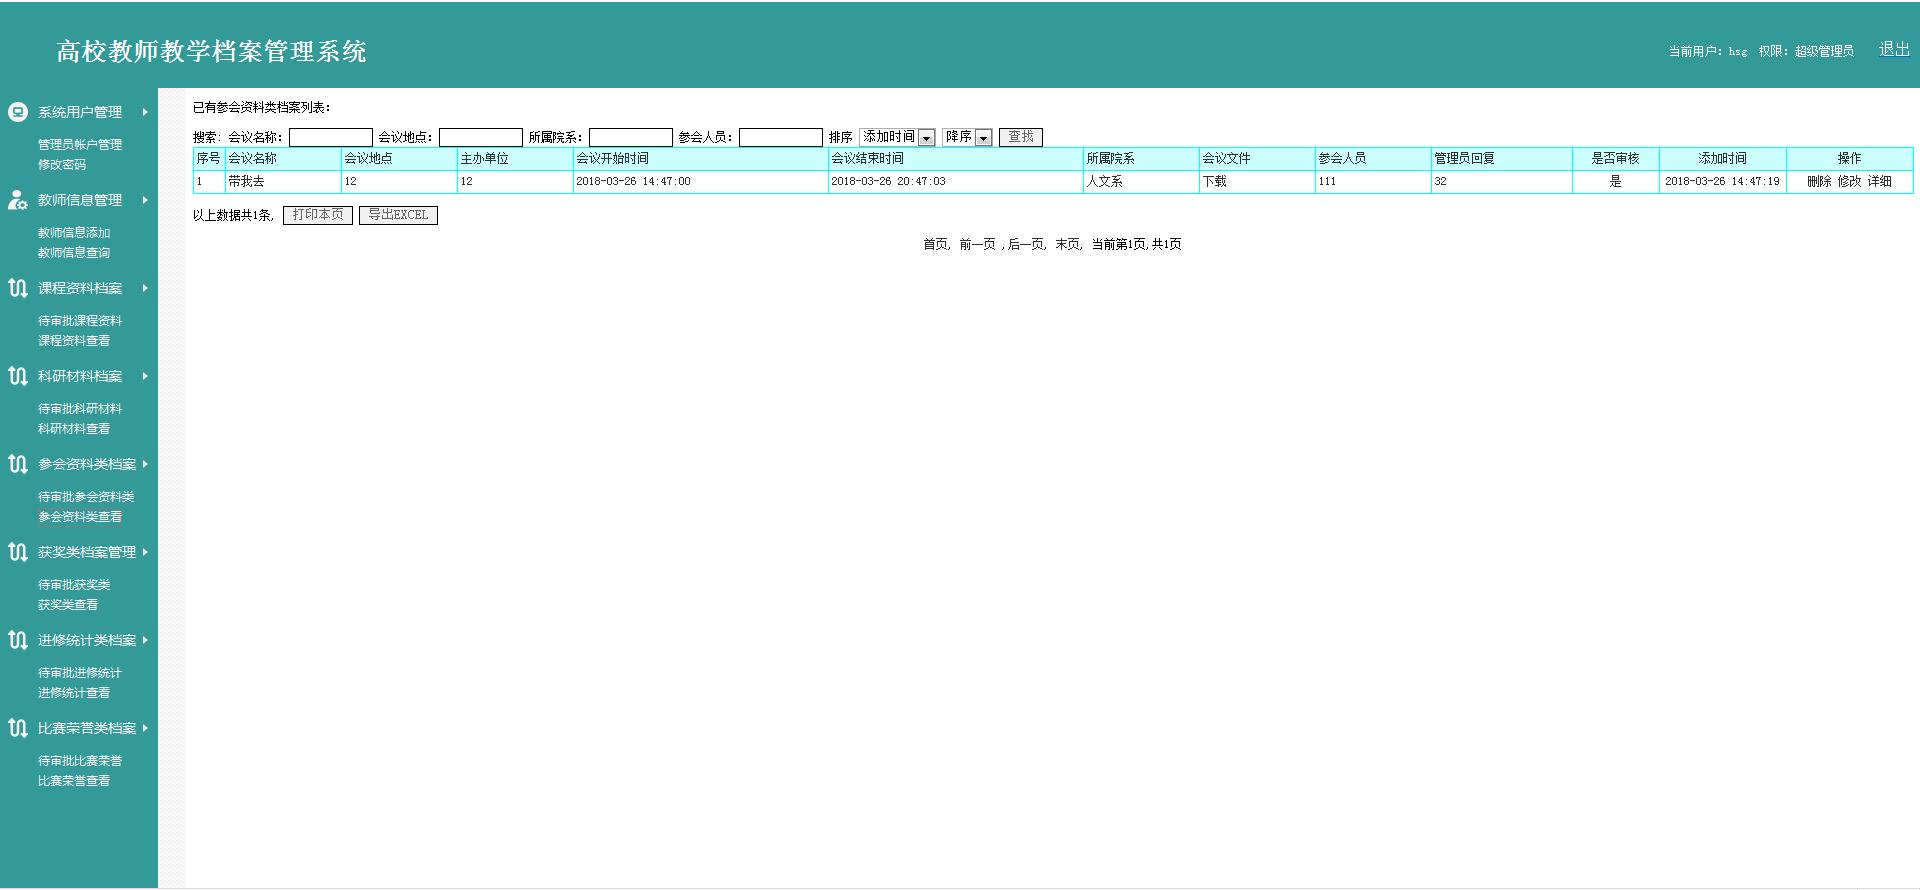 高校教师教学档案管理系统
当前用户：hsg 权限：超级管理员 退出
系统用户管理
管理员帐户管理
修改密码
教师信息管理
教师信息添加
教师信息查询
课程资料档案
待审批课程资料
课程资料查看
科研材料档案
待审批科研材料
科研材料查看
参会资料类档案
待审批参会资料类
参会资料类查看
获奖类档案管理
待审批获奖类
获奖类查看
进修统计类档案
待审批进修统计
进修统计查看
比赛荣誉类档案
待审批比赛荣誉
比赛荣誉查看
已有参会资料类档案列表：
搜索: 会议名称： 会议地点： 所属院系： 参会人员： 排序 添加时间 降序 查找
序号 会议名称 会议地点 主办单位 会议开始时间 会议结束时间 所属院系 会议文件 参会人员 管理员回复 是否审核 添加时间 操作
1 带我去 12 12 2018-03-26 14:47:00 2018-03-26 20:47:03 人文系 下载 111 32 是 2018-03-26 14:47:19 删除 修改 详细
以上数据共1条, 打印本页 导出EXCEL
首页, 前一页 ,后一页, 末页, 当前第1页,共1页